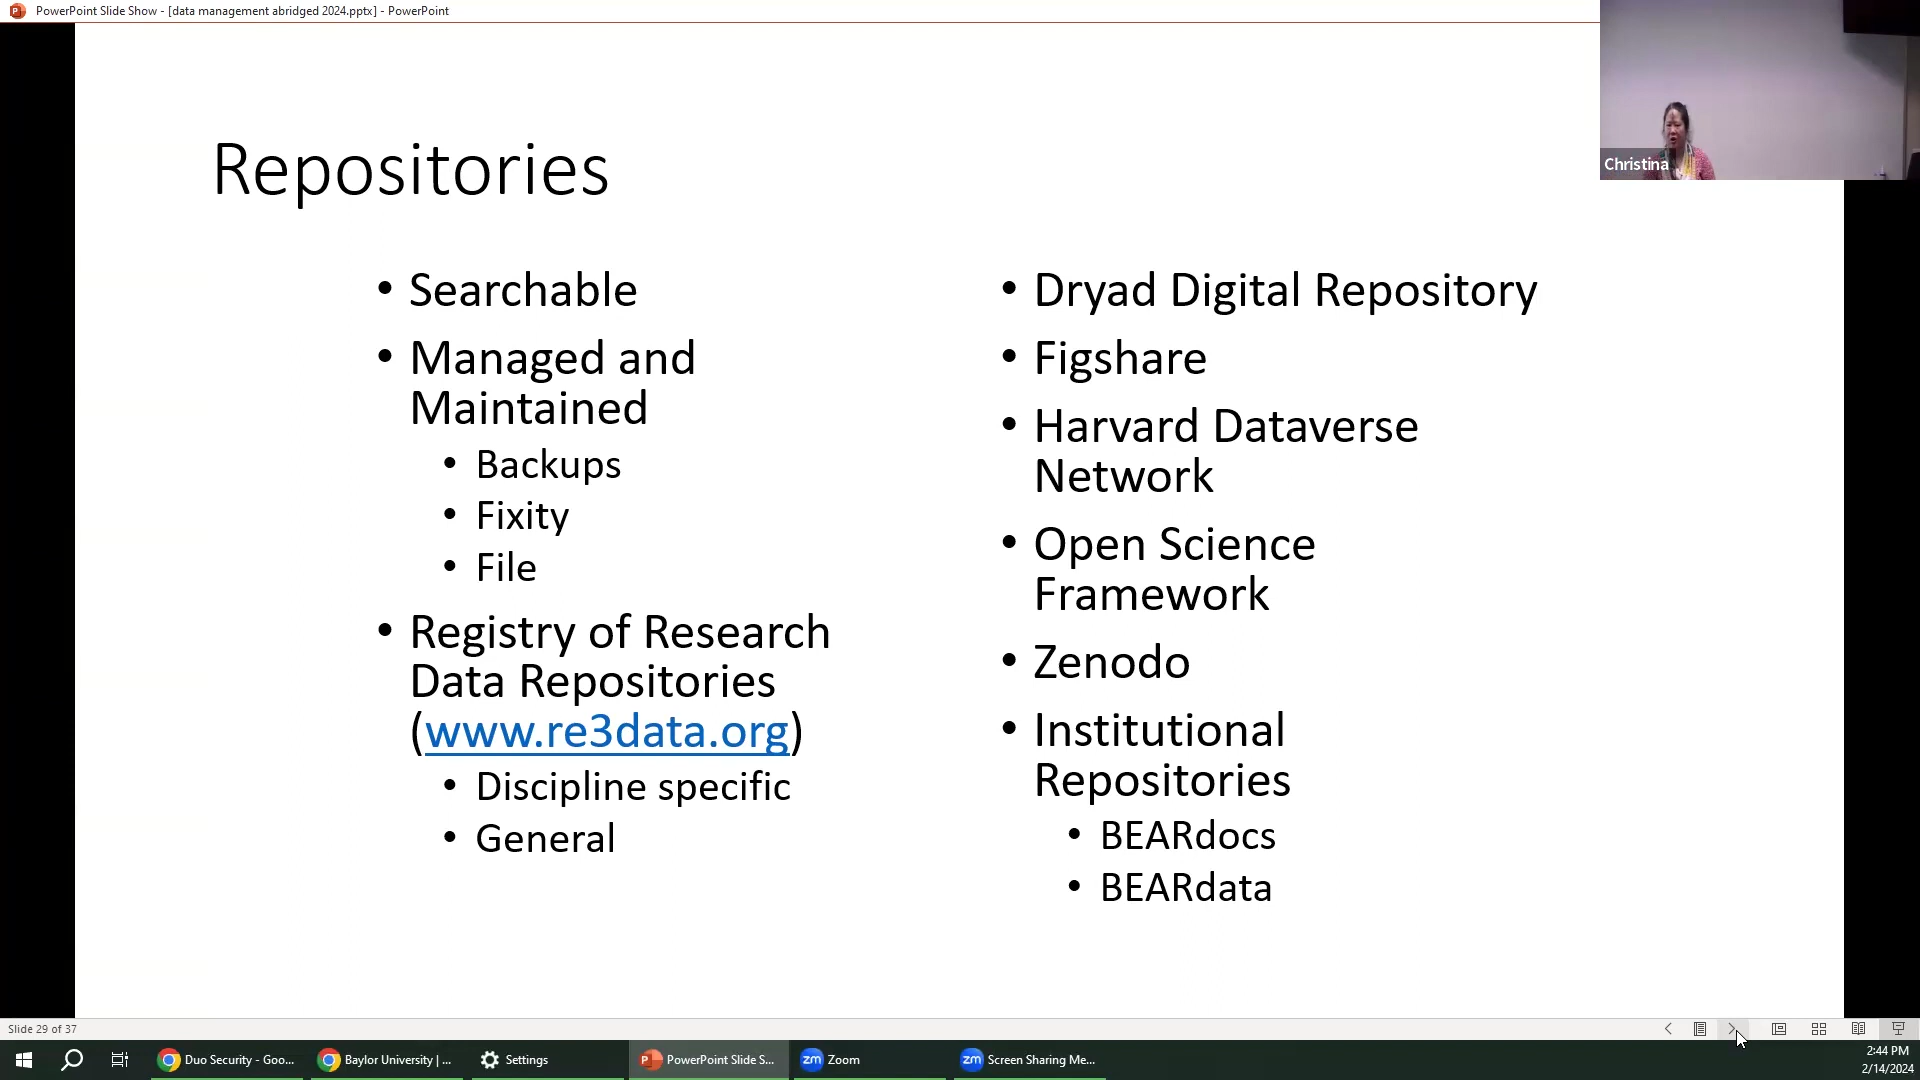 PowerPoint Slide Show - [data management abridged 2024.pptx] - PowerPoint
Christina
Repositories
• Searchable
• Managed and
Maintained
• Backups
• Fixity
• File
• Registry of Research
Data Repositories
(www.re3data.org)
• Discipline specific
• General
• Dryad Digital Repository
• Figshare
• Harvard Dataverse
Network
• Open Science
Framework
• Zenodo
• Institutional
Repositories
• BEARdocs
• BEARdata
Slide 29 of 37
Duo Security - Goo...
Baylor University | ...
Settings
PowerPoint Slide S...
zm Zoom
zm Screen Sharing Me...
2:44 PM
2/14/2024